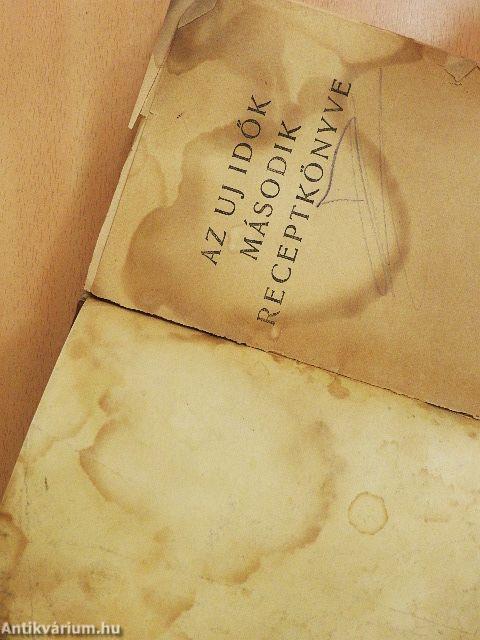 AZ UJ IDŐK
MÁSODIK
RECEPTKÖNYVE
Antikvárium.hu